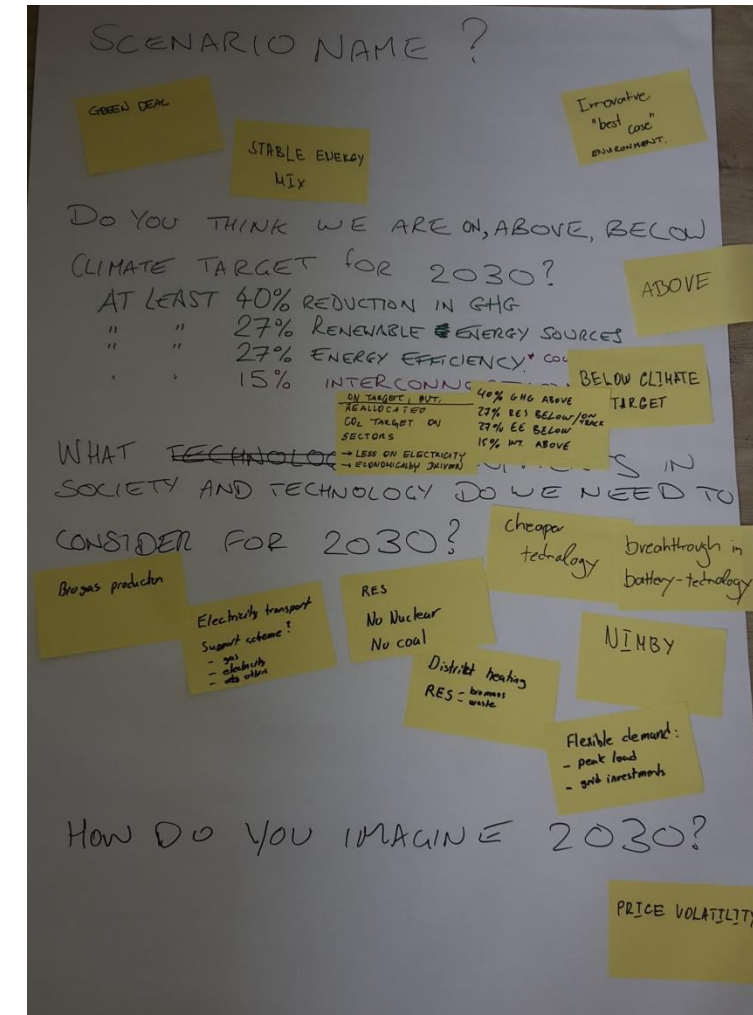 SCENARIO NAME ?
GREEN DEAL
STABLE ENERGY
MIX
Innovative
"best case"
ENVIRONMENT.
DO YOU THINK WE ARE ON, ABOVE, BELOW
CLIMATE TARGET FOR 2030?
ABOVE
AT LEAST 40% REDUCTION IN GHG
" " 27% RENEWABLE ENERGY SOURCES
" " 27% ENERGY EFFICIENCY*
" " 15%
BELOW CLIMATE
TARGET
ON TARGET, BUT.
REALLOCATED
CO2 TARGET ON
SECTORS
→ LESS ON ELECTRICITY
→ ECONOMICALLY DRIVEN
40% GHG ABOVE
27% RES BELOW/ON TRACK
27% EE BELOW
15% INT. ABOVE
WHAT IN
SOCIETY AND TECHNOLOGY DO WE NEED TO
CONSIDER FOR 2030?
cheaper
technology
breakthrough in
battery-technology
Biogas production
Electricity transport
Support scheme?
- gas
- electricity
RES
No Nuclear
No coal
NIMBY
District heating
RES - biomass
- waste
Flexible demand:
- peak load
- grid investments
HOW DO YOU IMAGINE 2030?
PRICE VOLATILITY